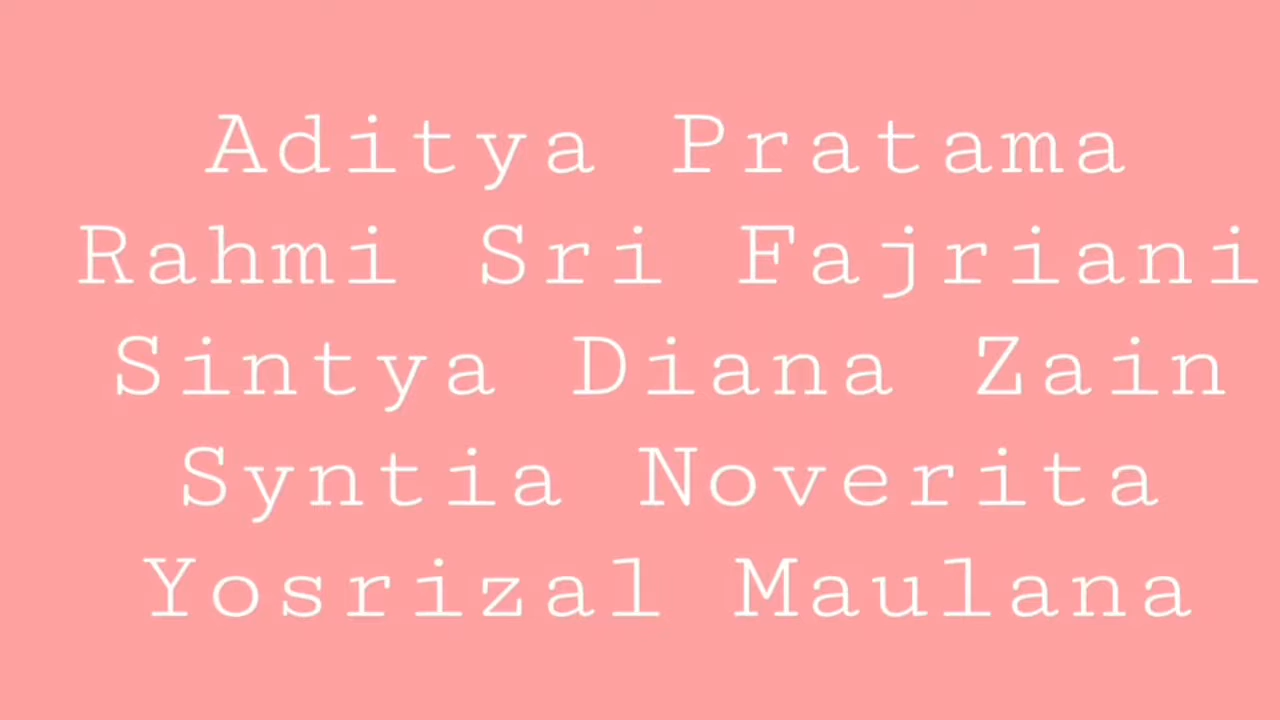 Aditya Pratama
Rahmi Sri Fajriani
Sintya Diana Zain
Syntia Noverita
Yosrizal Maulana